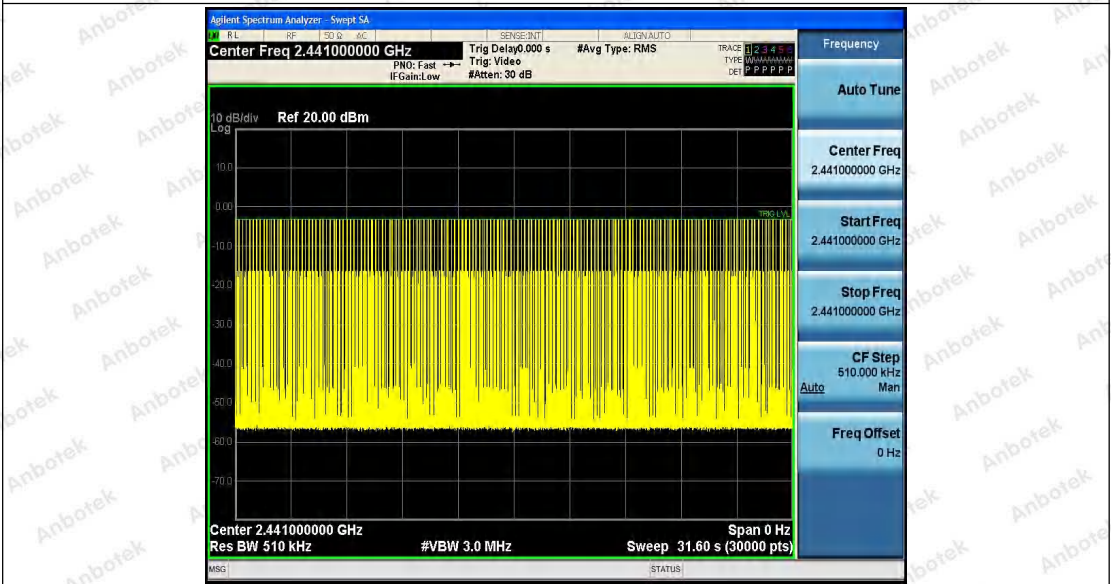 Agilent Spectrum Analyzer - Swept SA
RL RF 50 Ω AC SENSE:INT ALIGNAUTO
Center Freq 2.441000000 GHz
PNO: Fast
IFGain:Low
Trig Delay0.000 s
Trig: Video
#Atten: 30 dB
#Avg Type: RMS
TRACE 1 2 3 4 5 6
TYPE
DET P P P P P P
10 dB/div Ref 20.00 dBm
Log
10.0
0.00
TRIG LVL
-10.0
-20.0
-30.0
-40.0
-50.0
-60.0
-70.0
Center 2.441000000 GHz
Span 0 Hz
Res BW 510 kHz
#VBW 3.0 MHz
Sweep 31.60 s (30000 pts)
MSG
STATUS
Frequency
Auto Tune
Center Freq
2.441000000 GHz
Start Freq
2.441000000 GHz
Stop Freq
2.441000000 GHz
CF Step
510.000 kHz
Auto Man
Freq Offset
0 Hz
Anbotek